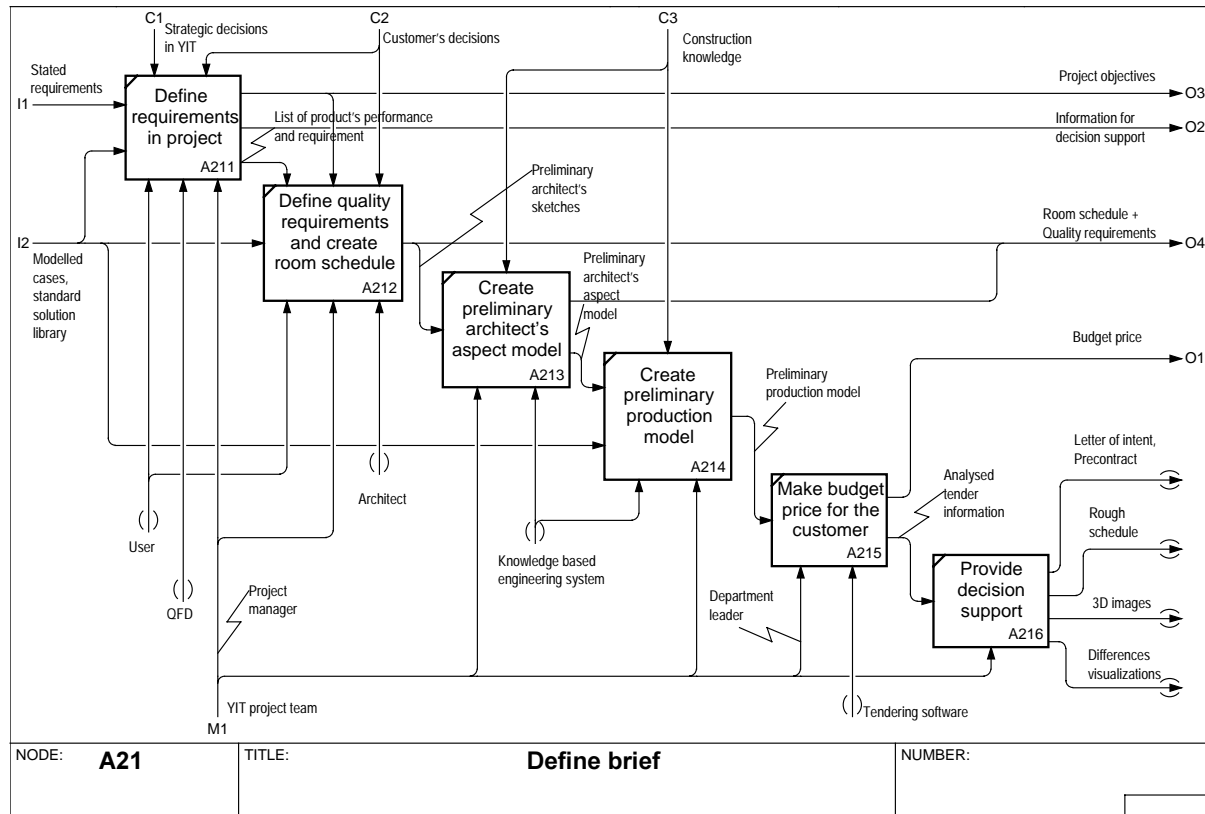 C1
C2
C3
Strategic decisions
in YIT
Customer's decisions
Construction
knowledge
Stated
requirements
I1
Define
requirements
in project
A211
Project objectives
O3
List of product's performance
and requirement
Information for
decision support
O2
Define quality
requirements
and create
room schedule
A212
Preliminary
architect's
sketches
Room schedule +
Quality requirements
O4
I2
Modelled
cases,
standard
solution
library
Preliminary
architect's
aspect
model
Create
preliminary
architect's
aspect model
A213
Budget price
O1
Create
preliminary
production
model
A214
Preliminary
production model
Letter of intent,
Precontract
Architect
Make budget
price for the
customer
A215
Analysed
tender
information
Rough
schedule
User
Knowledge based
engineering system
Provide
decision
support
A216
QFD
Project
manager
Department
leader
3D images
Differences
visualizations
YIT project team
M1
Tendering software
NODE:
A21
TITLE:
Define brief
NUMBER: